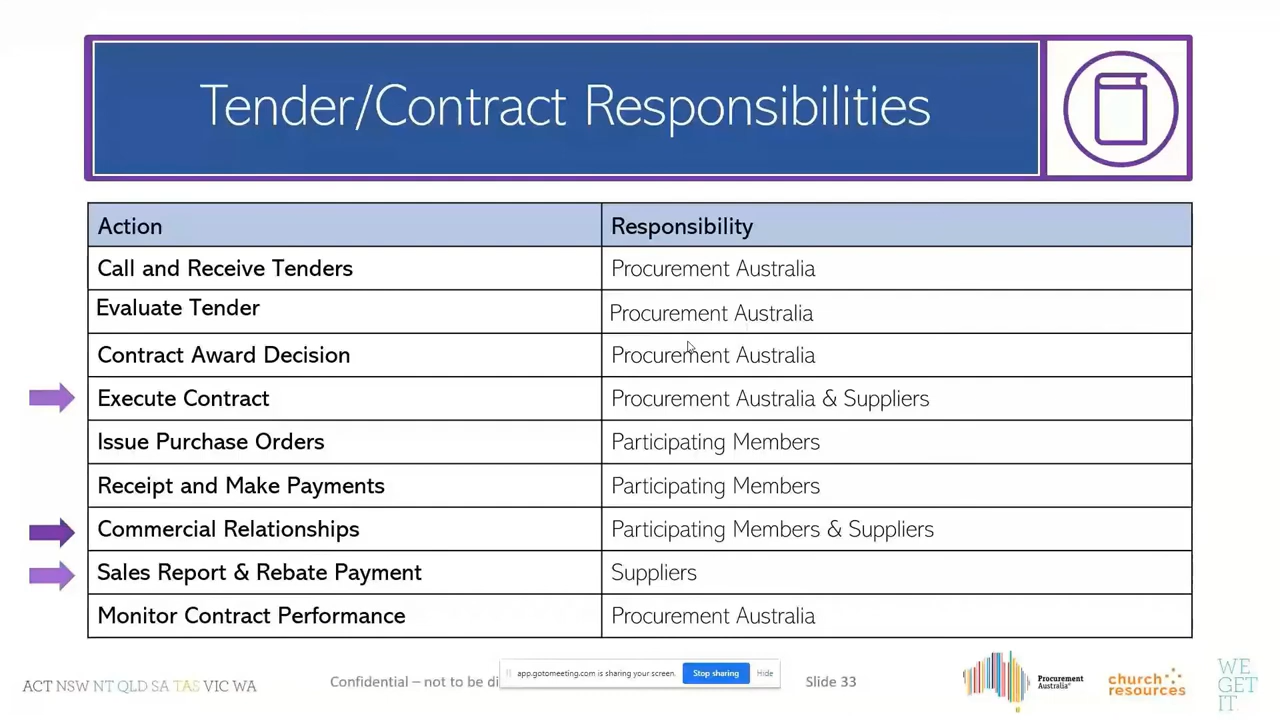 Tender/Contract Responsibilities
Action Responsibility
Call and Receive Tenders Procurement Australia
Evaluate Tender Procurement Australia
Contract Award Decision Procurement Australia
Execute Contract Procurement Australia & Suppliers
Issue Purchase Orders Participating Members
Receipt and Make Payments Participating Members
Commercial Relationships Participating Members & Suppliers
Sales Report & Rebate Payment Suppliers
Monitor Contract Performance Procurement Australia
ACT NSW NT QLD SA TAS VIC WA
Confidential – not to be di
app.gotomeeting.com is sharing your screen. Stop sharing Hide
Slide 33
Procurement
Australia®
church
resources
WE
GET
IT.